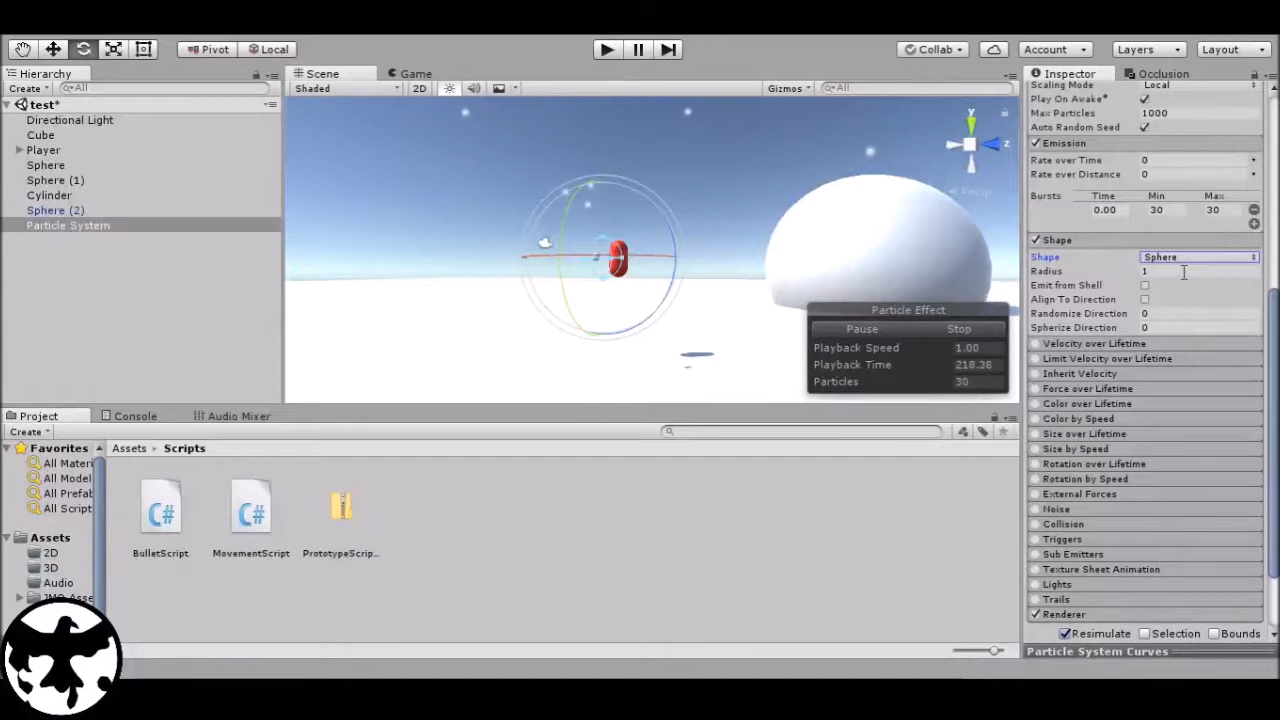 Pivot Local Collab Account Layers Layout
Hierarchy Scene Game Inspector Occlusion
Create All Shaded 2D Gizmos All
test*
Directional Light
Cube
Player
Sphere
Sphere (1)
Cylinder
Sphere (2)
Particle System
y
z
Persp
Particle Effect
Pause Stop
Playback Speed 1.00
Playback Time 218.38
Particles 30
Scaling Mode Local
Play On Awake*
Max Particles 1000
Auto Random Seed
Emission
Rate over Time 0
Rate over Distance 0
Bursts Time Min Max
0.00 30 30
Shape
Shape Sphere
Radius 1
Emit from Shell
Align To Direction
Randomize Direction 0
Spherize Direction 0
Velocity over Lifetime
Limit Velocity over Lifetime
Inherit Velocity
Force over Lifetime
Color over Lifetime
Color by Speed
Size over Lifetime
Size by Speed
Rotation over Lifetime
Rotation by Speed
External Forces
Noise
Collision
Triggers
Sub Emitters
Texture Sheet Animation
Lights
Trails
Renderer
Resimulate Selection Bounds
Particle System Curves
Project Console Audio Mixer
Create
Favorites
All Materi
All Model
All Prefab
All Script
Assets
2D
3D
Audio
JMO Asse
Assets Scripts
C# C#
BulletScript MovementScript PrototypeScrip...